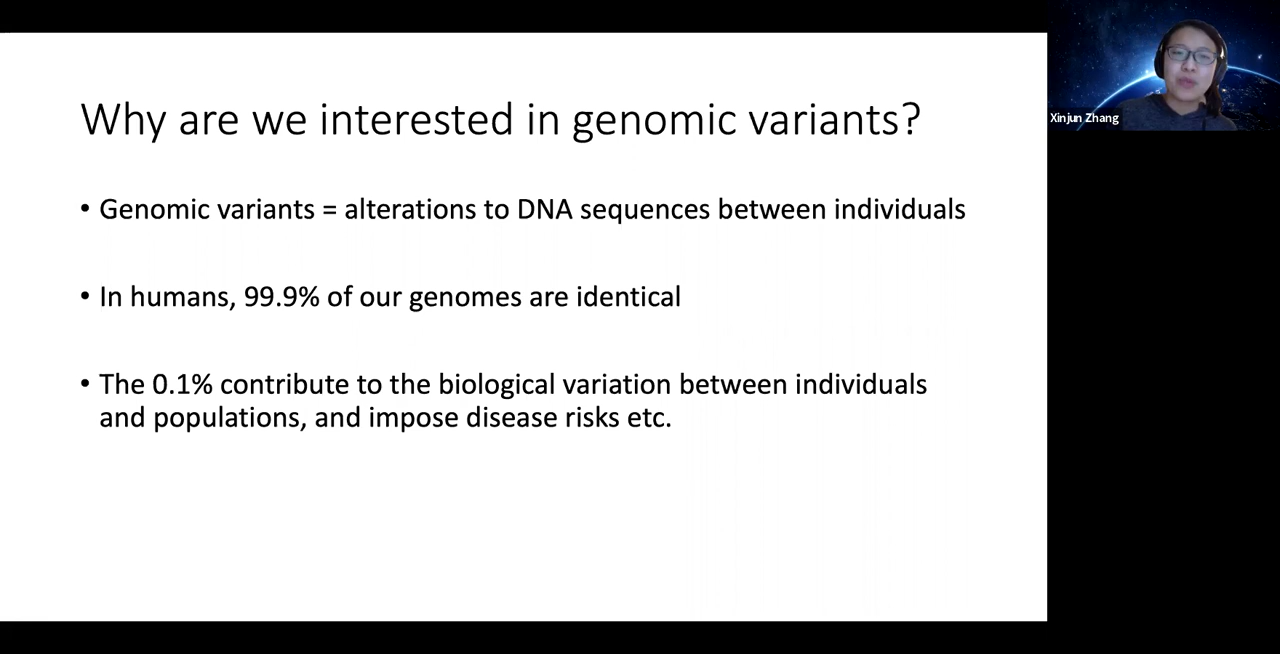 Why are we interested in genomic variants?
• Genomic variants = alterations to DNA sequences between individuals
• In humans, 99.9% of our genomes are identical
• The 0.1% contribute to the biological variation between individuals
and populations, and impose disease risks etc.
Xinjun Zhang